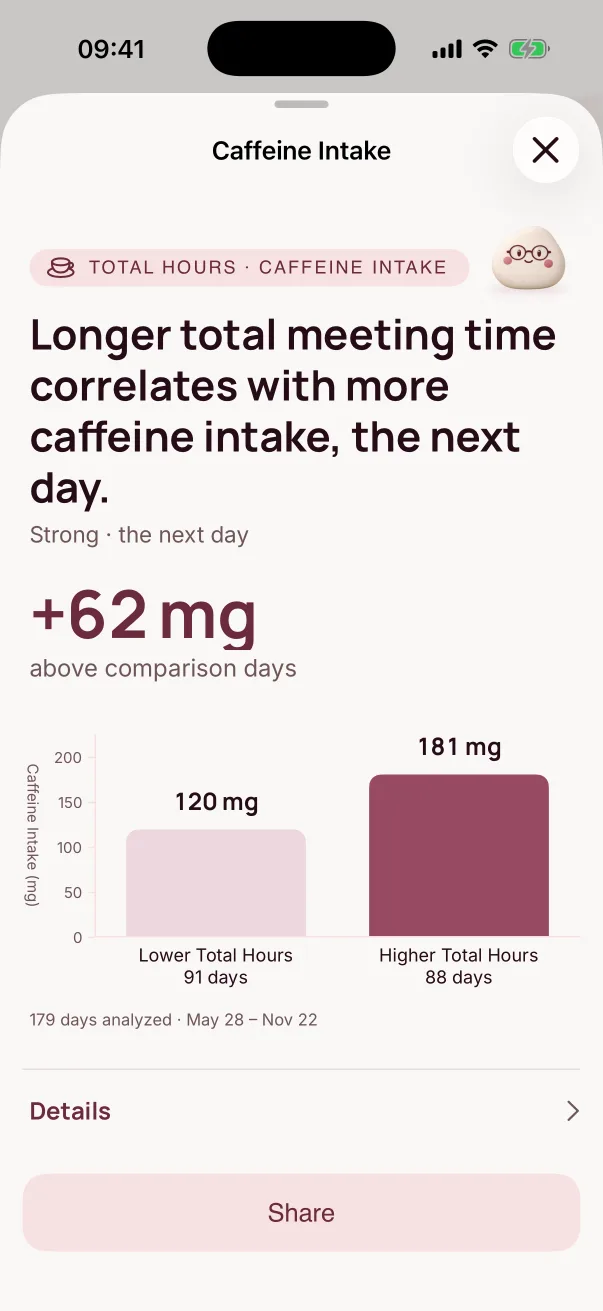 09:41
Caffeine Intake
TOTAL HOURS · CAFFEINE INTAKE
Longer total meeting time
correlates with more
caffeine intake, the next
day.
Strong · the next day
+62 mg
above comparison days
Caffeine Intake (mg)
200
150
100
50
0
120 mg
181 mg
Lower Total Hours
91 days
Higher Total Hours
88 days
179 days analyzed · May 28 – Nov 22
Details
Share